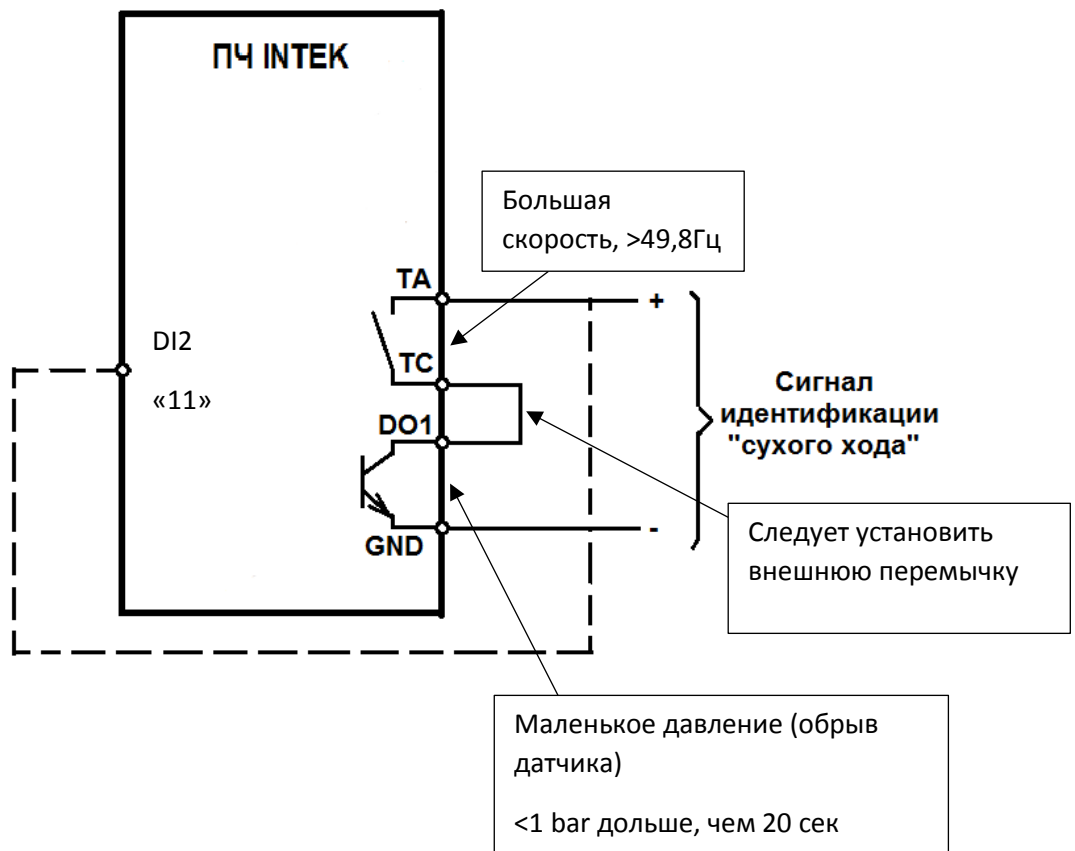 ПЧ INTEK
Большая
скорость, >49,8Гц
TA
+
DI2
TC
«11»
Сигнал
идентификации
"сухого хода"
DO1
GND
-
Следует установить
внешнюю перемычку
Маленькое давление (обрыв
датчика)
<1 bar дольше, чем 20 сек